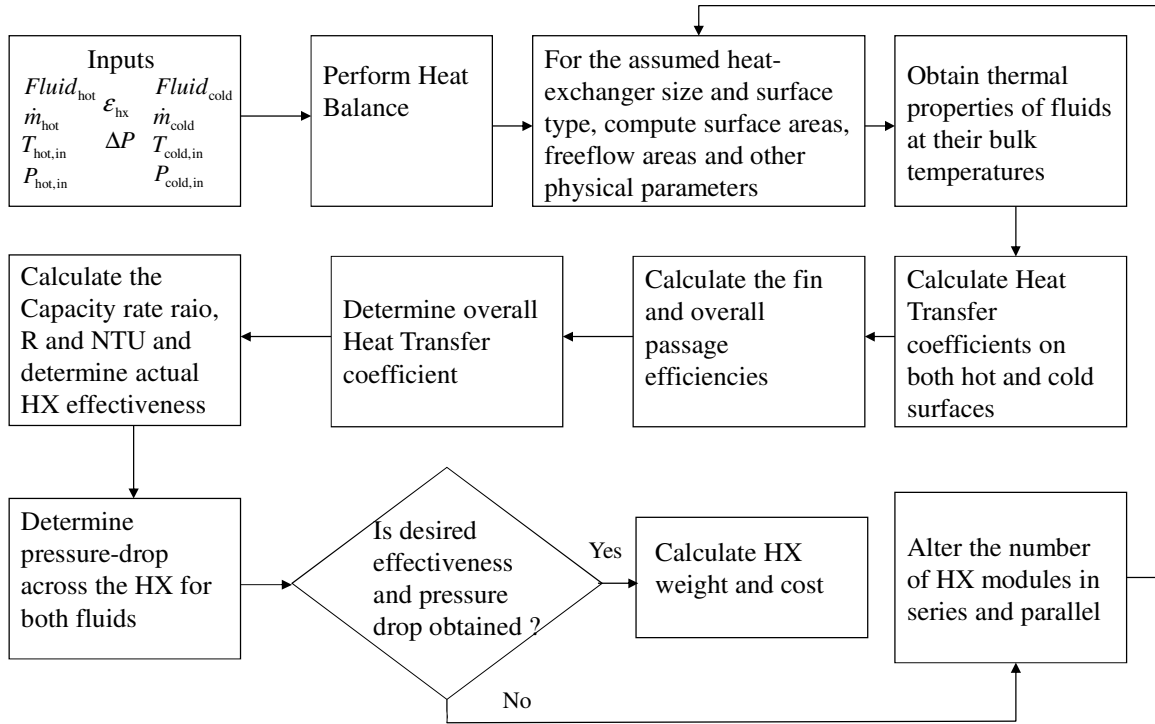 Inputs
Fluid_hot ε_hx Fluid_cold
ṁ_hot ΔP ṁ_cold
T_hot,in T_cold,in
P_hot,in P_cold,in
Perform Heat
Balance
For the assumed heat-
exchanger size and surface
type, compute surface areas,
freeflow areas and other
physical parameters
Obtain thermal
properties of fluids
at their bulk
temperatures
Calculate the
Capacity rate raio,
R and NTU and
determine actual
HX effectiveness
Determine overall
Heat Transfer
coefficient
Calculate the fin
and overall
passage
efficiencies
Calculate Heat
Transfer
coefficients on
both hot and cold
surfaces
Determine
pressure-drop
across the HX for
both fluids
Is desired
effectiveness
and pressure
drop obtained ?
Yes
Calculate HX
weight and cost
Alter the number
of HX modules in
series and parallel
No